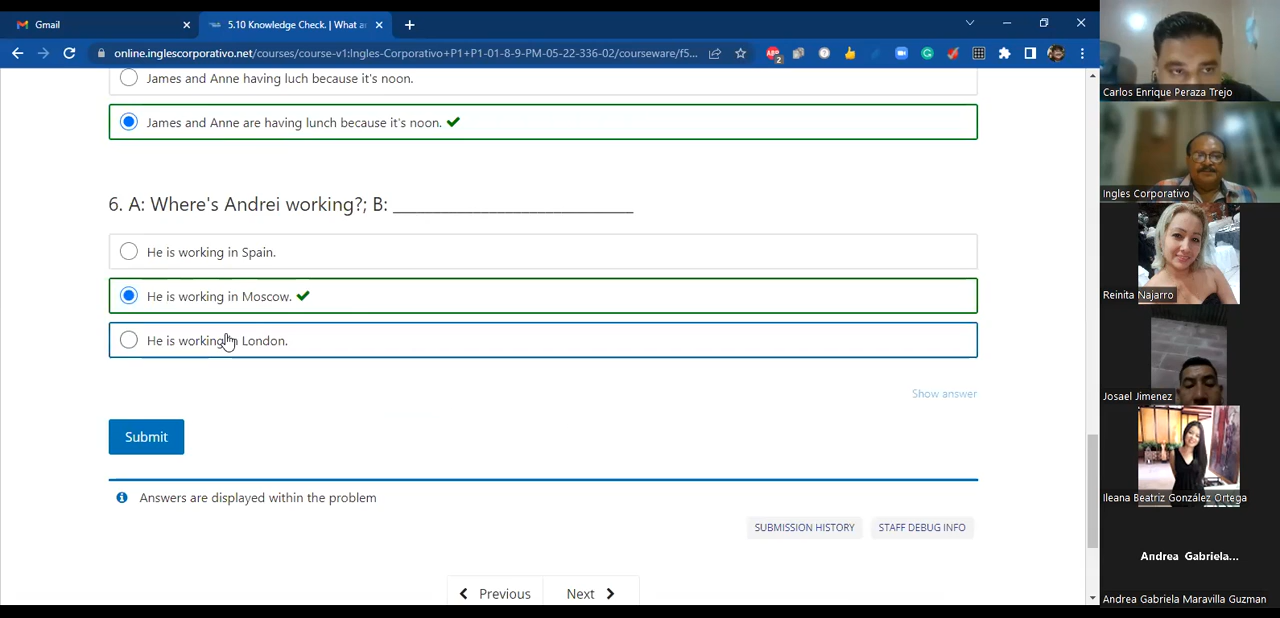 Gmail
5.10 Knowledge Check. | What a
online.inglescorporativo.net/courses/course-v1:Ingles-Corporativo+P1+P1-01-8-9-PM-05-22-336-02/courseware/f5...
ABP
2
James and Anne having luch because it's noon.
James and Anne are having lunch because it's noon.
6. A: Where's Andrei working?; B: ____________________________
He is working in Spain.
He is working in Moscow.
He is working in London.
Show answer
Submit
Answers are displayed within the problem
SUBMISSION HISTORY
STAFF DEBUG INFO
Previous
Next
Carlos Enrique Peraza Trejo
Ingles Corporativo
Reinita Najarro
Josael Jimenez
Ileana Beatriz González Ortega
Andrea Gabriela...
Andrea Gabriela Maravilla Guzman